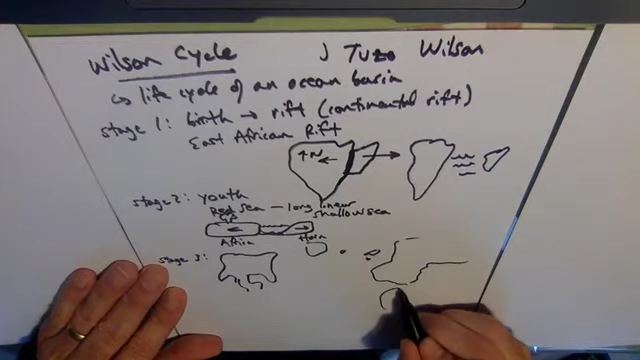 Wilson Cycle
J Tuzo Wilson
↳ life cycle of an ocean basin
stage 1: birth → rift (continental rift)
East African Rift
↑N
stage 2: youth
Red Sea – long linear
shallow sea
Africa
Horn
stage 3: